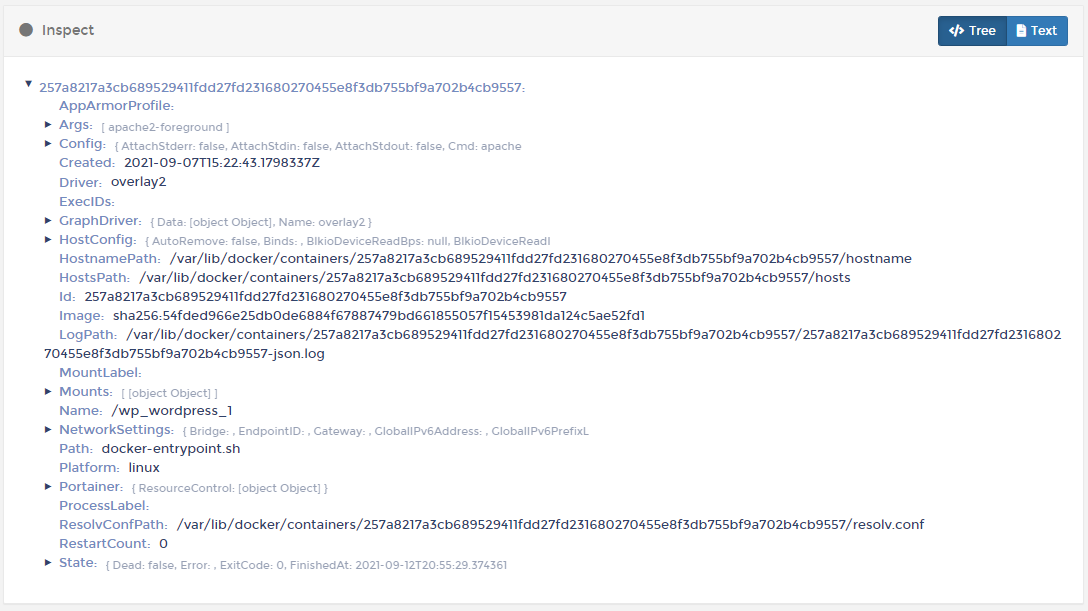 Inspect
Tree
Text
257a8217a3cb689529411fdd27fd231680270455e8f3db755bf9a702b4cb9557:
AppArmorProfile:
Args: [ apache2-foreground ]
Config: { AttachStderr: false, AttachStdin: false, AttachStdout: false, Cmd: apache
Created: 2021-09-07T15:22:43.1798337Z
Driver: overlay2
ExecIDs:
GraphDriver: { Data: [object Object], Name: overlay2 }
HostConfig: { AutoRemove: false, Binds: , BlkioDeviceReadBps: null, BlkioDeviceReadI
HostnamePath: /var/lib/docker/containers/257a8217a3cb689529411fdd27fd231680270455e8f3db755bf9a702b4cb9557/hostname
HostsPath: /var/lib/docker/containers/257a8217a3cb689529411fdd27fd231680270455e8f3db755bf9a702b4cb9557/hosts
Id: 257a8217a3cb689529411fdd27fd231680270455e8f3db755bf9a702b4cb9557
Image: sha256:54fded966e25db0de6884f67887479bd661855057f15453981da124c5ae52fd1
LogPath: /var/lib/docker/containers/257a8217a3cb689529411fdd27fd231680270455e8f3db755bf9a702b4cb9557/257a8217a3cb689529411fdd27fd2316802
70455e8f3db755bf9a702b4cb9557-json.log
MountLabel:
Mounts: [ [object Object] ]
Name: /wp_wordpress_1
NetworkSettings: { Bridge: , EndpointID: , Gateway: , GlobalIPv6Address: , GlobalIPv6PrefixL
Path: docker-entrypoint.sh
Platform: linux
Portainer: { ResourceControl: [object Object] }
ProcessLabel:
ResolvConfPath: /var/lib/docker/containers/257a8217a3cb689529411fdd27fd231680270455e8f3db755bf9a702b4cb9557/resolv.conf
RestartCount: 0
State: { Dead: false, Error: , ExitCode: 0, FinishedAt: 2021-09-12T20:55:29.374361